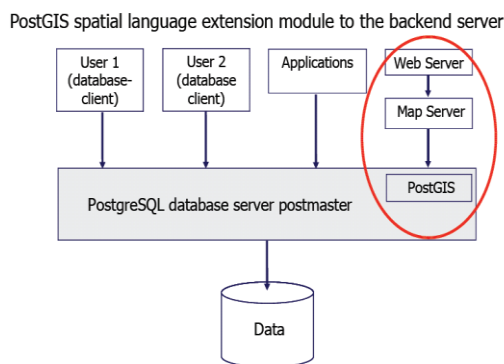 PostGIS spatial language extension module to the backend server
User 1
(database-
client)
User 2
(database
client)
Applications
Web Server
Map Server
PostGIS
PostgreSQL database server postmaster
Data